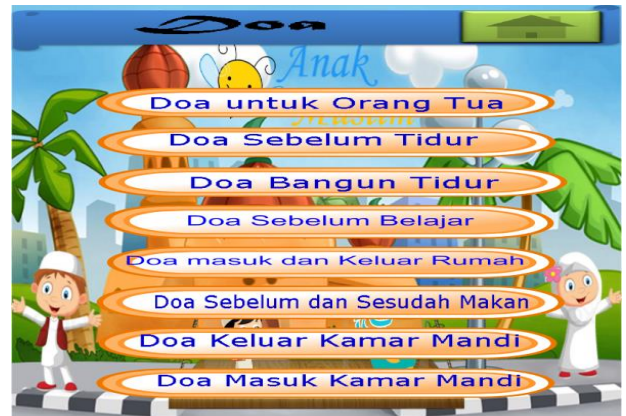 Doa
Anak
Doa untuk Orang Tua
Muslim
Doa Sebelum Tidur
Doa Bangun Tidur
Doa Sebelum Belajar
Doa masuk dan Keluar Rumah
Doa Sebelum dan Sesudah Makan
Doa Keluar Kamar Mandi
Doa Masuk Kamar Mandi